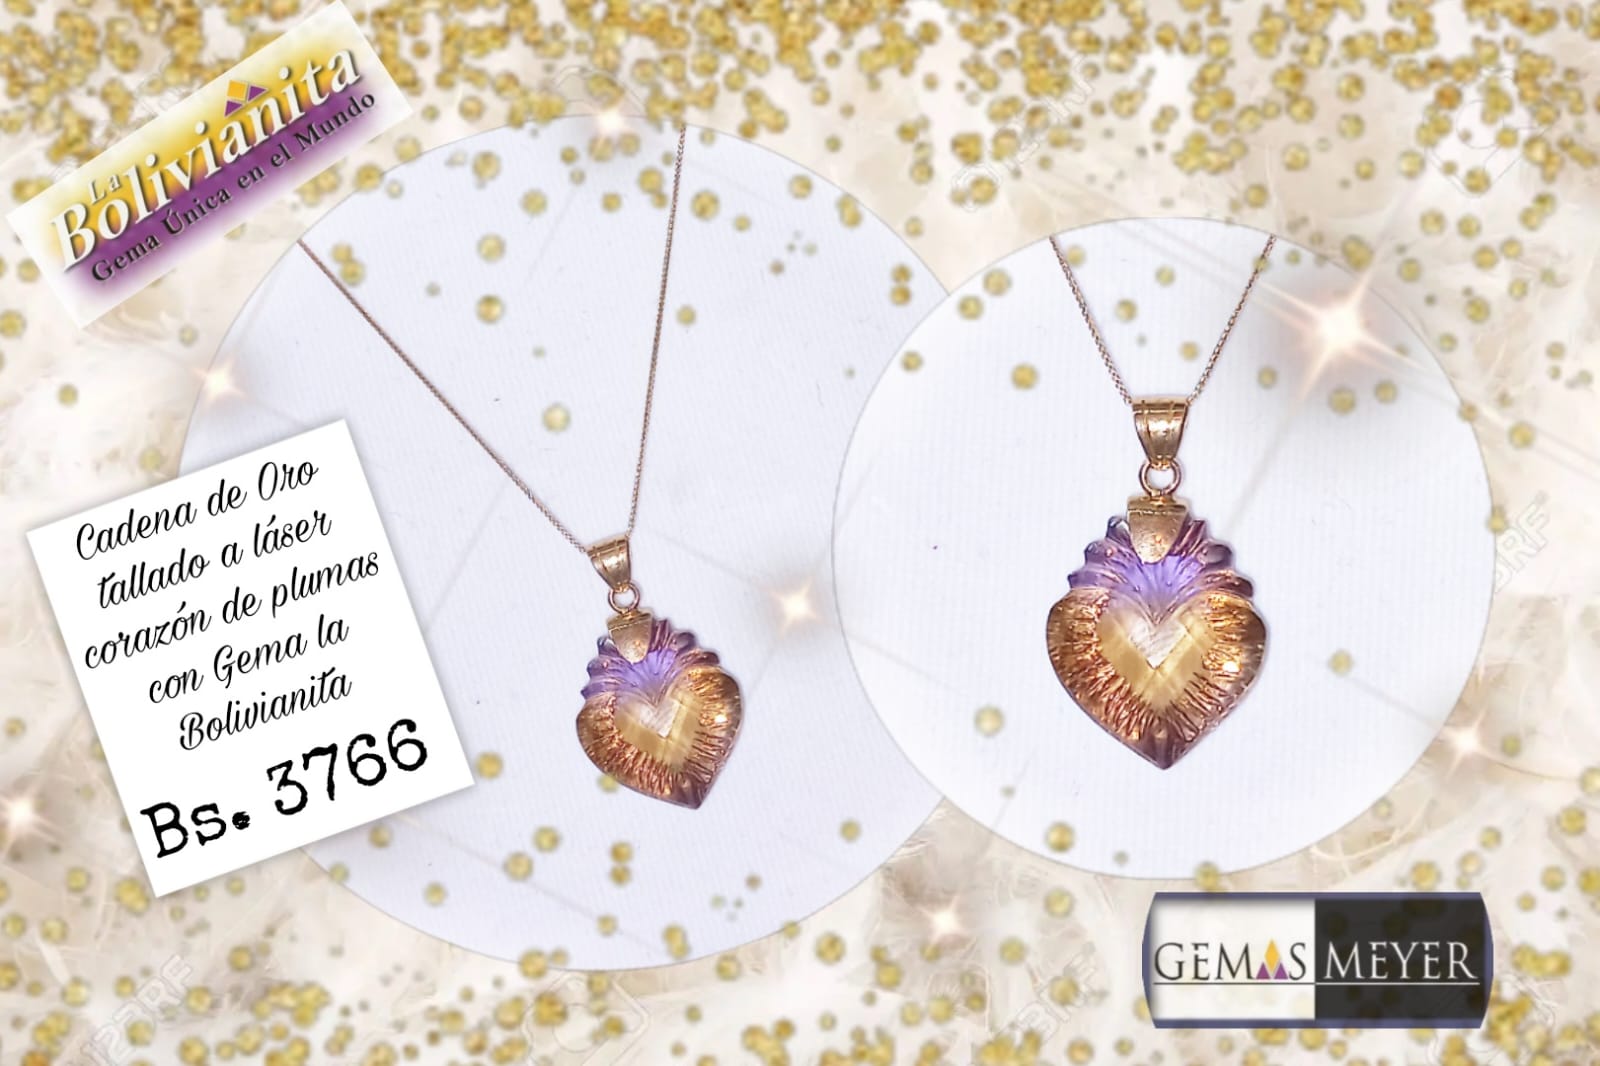 La
Bolivianita
Gema Única en el Mundo
Cadena de Oro
tallado a láser
corazón de plumas
con Gema la
Bolivianita
Bs. 3766
GEMAS MEYER
123RF